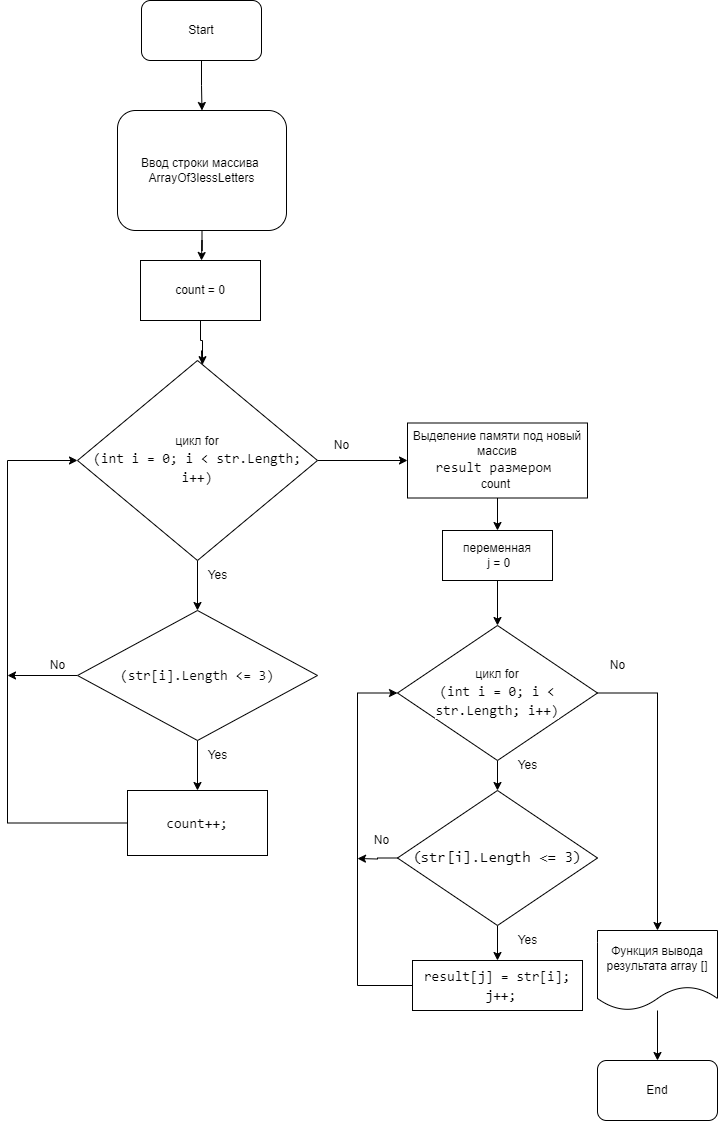 Start
Ввод строки массива
ArrayOf3lessLetters
count = 0
цикл for
(int i = 0; i < str.Length;
i++)
No
Yes
(str[i].Length <= 3)
No
Yes
count++;
Выделение памяти под новый
массив
result размером
count
переменная
j = 0
цикл for
(int i = 0; i <
str.Length; i++)
No
Yes
(str[i].Length <= 3)
No
Yes
result[j] = str[i];
j++;
Функция вывода
результата array []
End